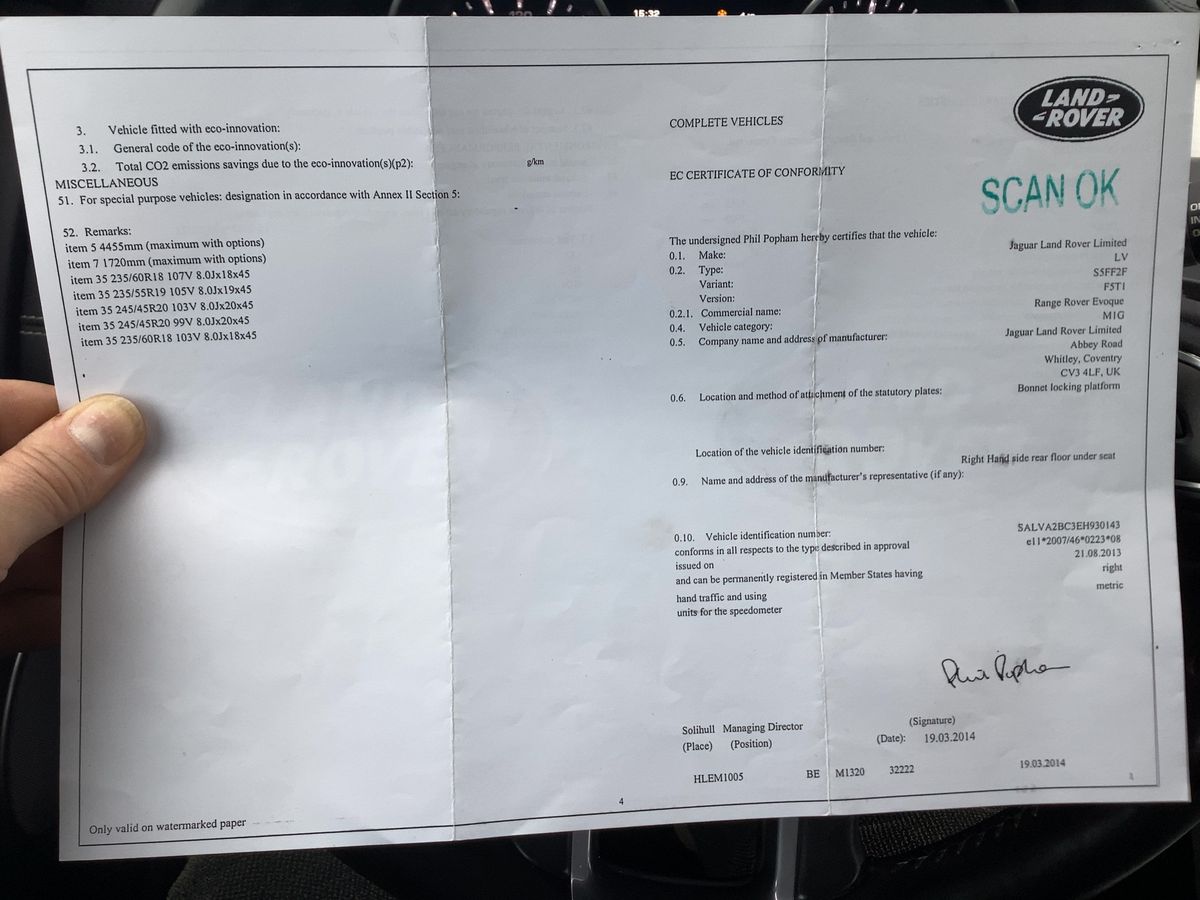 15:32
3. Vehicle fitted with eco-innovation:
3.1. General code of the eco-innovation(s):
3.2. Total CO2 emissions savings due to the eco-innovation(s)(p2): g/km
MISCELLANEOUS
51. For special purpose vehicles: designation in accordance with Annex II Section 5:
-
52. Remarks:
item 5 4455mm (maximum with options)
item 7 1720mm (maximum with options)
item 35 235/60R18 107V 8.0Jx18x45
item 35 235/55R19 105V 8.0Jx19x45
item 35 245/45R20 103V 8.0Jx20x45
item 35 245/45R20 99V 8.0Jx20x45
item 35 235/60R18 103V 8.0Jx18x45
Only valid on watermarked paper
4
LAND
ROVER
COMPLETE VEHICLES
EC CERTIFICATE OF CONFORMITY
SCAN OK
The undersigned Phil Popham hereby certifies that the vehicle:
0.1. Make: Jaguar Land Rover Limited
0.2. Type: LV
Variant: S5FF2F
Version: F5T1
0.2.1. Commercial name: Range Rover Evoque
0.4. Vehicle category: M1G
0.5. Company name and address of manufacturer: Jaguar Land Rover Limited
Abbey Road
Whitley, Coventry
CV3 4LF, UK
0.6. Location and method of attachment of the statutory plates: Bonnet locking platform
Location of the vehicle identification number: Right Hand side rear floor under seat
0.9. Name and address of the manufacturer's representative (if any):
0.10. Vehicle identification number: SALVA2BC3EH930143
conforms in all respects to the type described in approval e11*2007/46*0223*08
issued on 21.08.2013
and can be permanently registered in Member States having right
hand traffic and using metric
units for the speedometer
Phil Popham
Solihull Managing Director (Signature)
(Place) (Position) (Date): 19.03.2014
HLEM1005 BE M1320 32222 19.03.2014